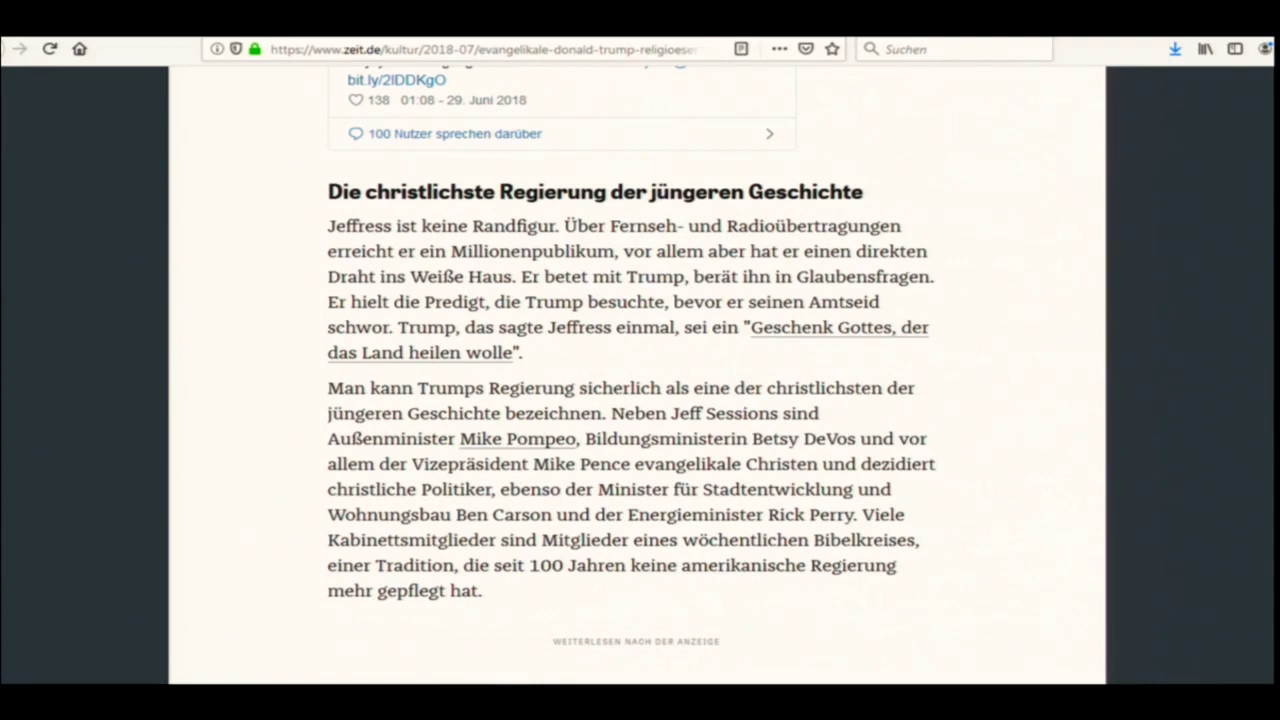 https://www.zeit.de/kultur/2018-07/evangelikale-donald-trump-religioeser
Suchen
bit.ly/2lDDKgO
138 01:08 - 29. Juni 2018
100 Nutzer sprechen darüber
Die christlichste Regierung der jüngeren Geschichte
Jeffress ist keine Randfigur. Über Fernseh- und Radioübertragungen
erreicht er ein Millionenpublikum, vor allem aber hat er einen direkten
Draht ins Weiße Haus. Er betet mit Trump, berät ihn in Glaubensfragen.
Er hielt die Predigt, die Trump besuchte, bevor er seinen Amtseid
schwor. Trump, das sagte Jeffress einmal, sei ein "Geschenk Gottes, der
das Land heilen wolle".
Man kann Trumps Regierung sicherlich als eine der christlichsten der
jüngeren Geschichte bezeichnen. Neben Jeff Sessions sind
Außenminister Mike Pompeo, Bildungsministerin Betsy DeVos und vor
allem der Vizepräsident Mike Pence evangelikale Christen und dezidiert
christliche Politiker, ebenso der Minister für Stadtentwicklung und
Wohnungsbau Ben Carson und der Energieminister Rick Perry. Viele
Kabinettsmitglieder sind Mitglieder eines wöchentlichen Bibelkreises,
einer Tradition, die seit 100 Jahren keine amerikanische Regierung
mehr gepflegt hat.
WEITERLESEN NACH DER ANZEIGE